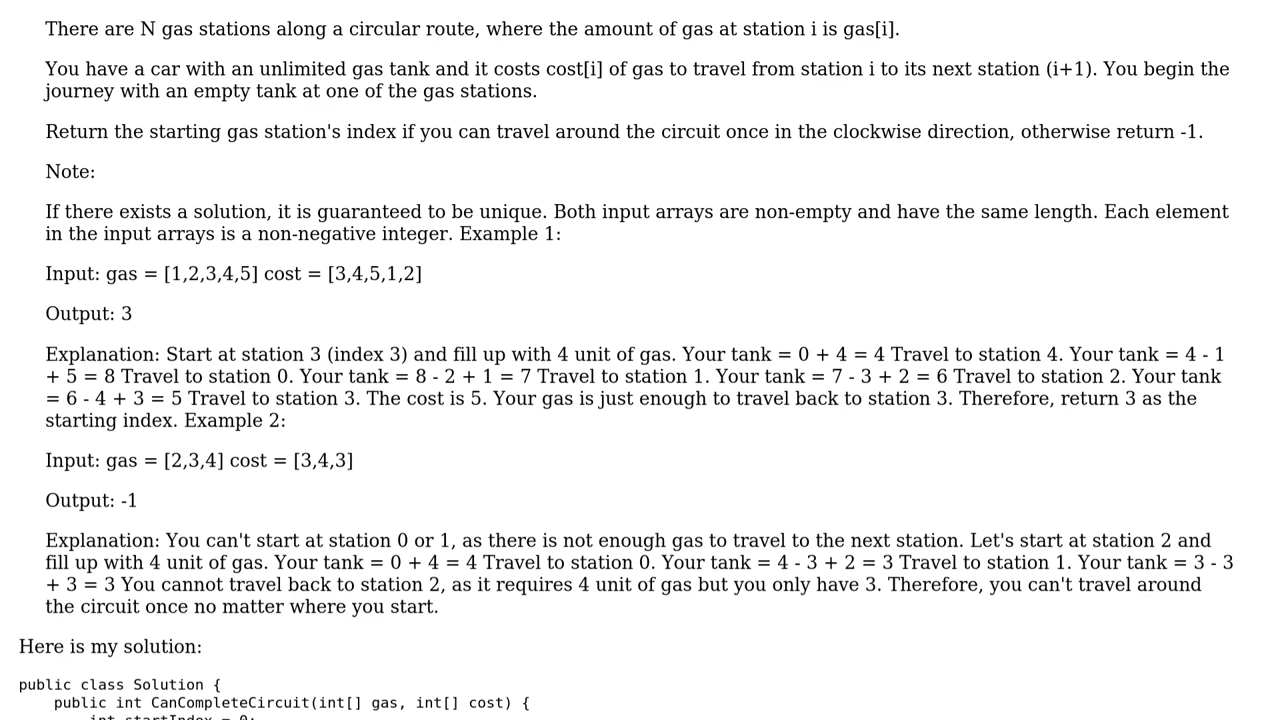 There are N gas stations along a circular route, where the amount of gas at station i is gas[i].
You have a car with an unlimited gas tank and it costs cost[i] of gas to travel from station i to its next station (i+1). You begin the
journey with an empty tank at one of the gas stations.
Return the starting gas station's index if you can travel around the circuit once in the clockwise direction, otherwise return -1.
Note:
If there exists a solution, it is guaranteed to be unique. Both input arrays are non-empty and have the same length. Each element
in the input arrays is a non-negative integer. Example 1:
Input: gas = [1,2,3,4,5] cost = [3,4,5,1,2]
Output: 3
Explanation: Start at station 3 (index 3) and fill up with 4 unit of gas. Your tank = 0 + 4 = 4 Travel to station 4. Your tank = 4 - 1
+ 5 = 8 Travel to station 0. Your tank = 8 - 2 + 1 = 7 Travel to station 1. Your tank = 7 - 3 + 2 = 6 Travel to station 2. Your tank
= 6 - 4 + 3 = 5 Travel to station 3. The cost is 5. Your gas is just enough to travel back to station 3. Therefore, return 3 as the
starting index. Example 2:
Input: gas = [2,3,4] cost = [3,4,3]
Output: -1
Explanation: You can't start at station 0 or 1, as there is not enough gas to travel to the next station. Let's start at station 2 and
fill up with 4 unit of gas. Your tank = 0 + 4 = 4 Travel to station 0. Your tank = 4 - 3 + 2 = 3 Travel to station 1. Your tank = 3 - 3
+ 3 = 3 You cannot travel back to station 2, as it requires 4 unit of gas but you only have 3. Therefore, you can't travel around
the circuit once no matter where you start.
Here is my solution:
public class Solution {
public int CanCompleteCircuit(int[] gas, int[] cost) {
int startIndex = 0;